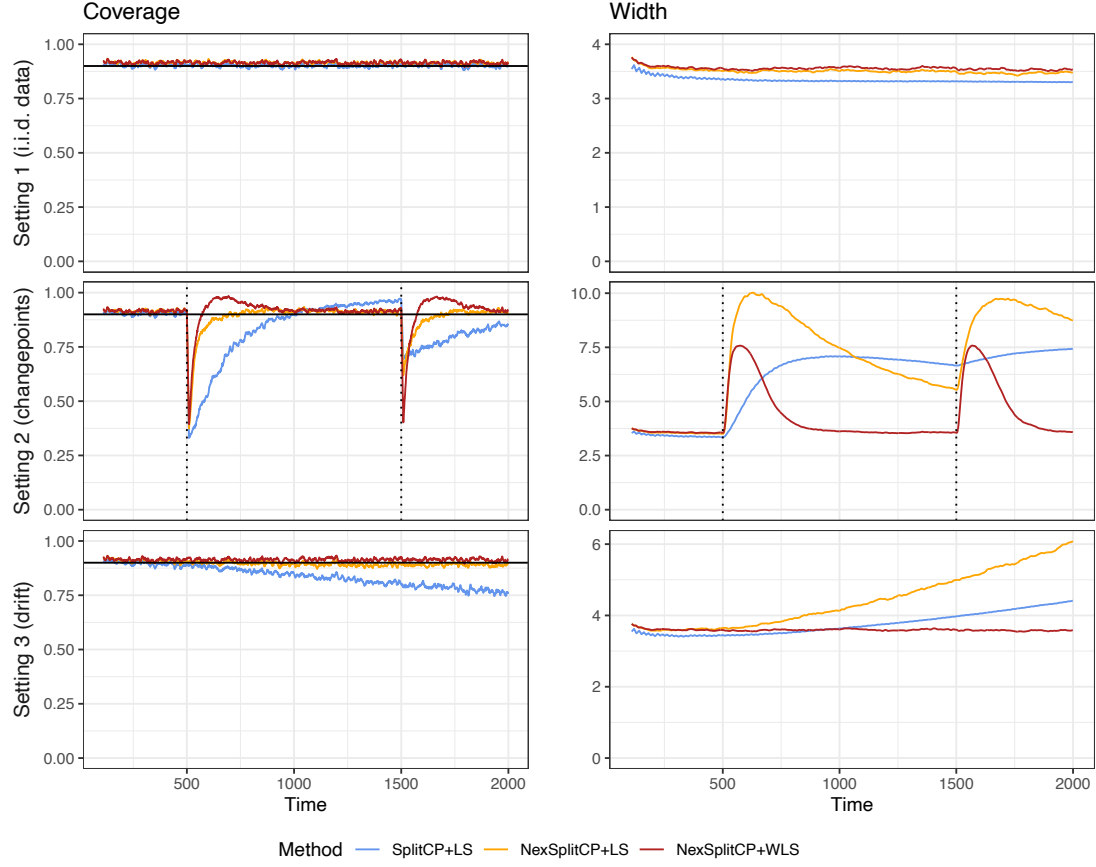 Coverage
Width
Setting 1 (i.i.d. data)
1.00
0.75
0.50
0.25
0.00
4
3
2
1
0
Setting 2 (changepoints)
1.00
0.75
0.50
0.25
0.00
10.0
7.5
5.0
2.5
0.0
Setting 3 (drift)
1.00
0.75
0.50
0.25
0.00
6
4
2
0
500 1000 1500 2000
Time
500 1000 1500 2000
Time
Method SplitCP+LS NexSplitCP+LS NexSplitCP+WLS